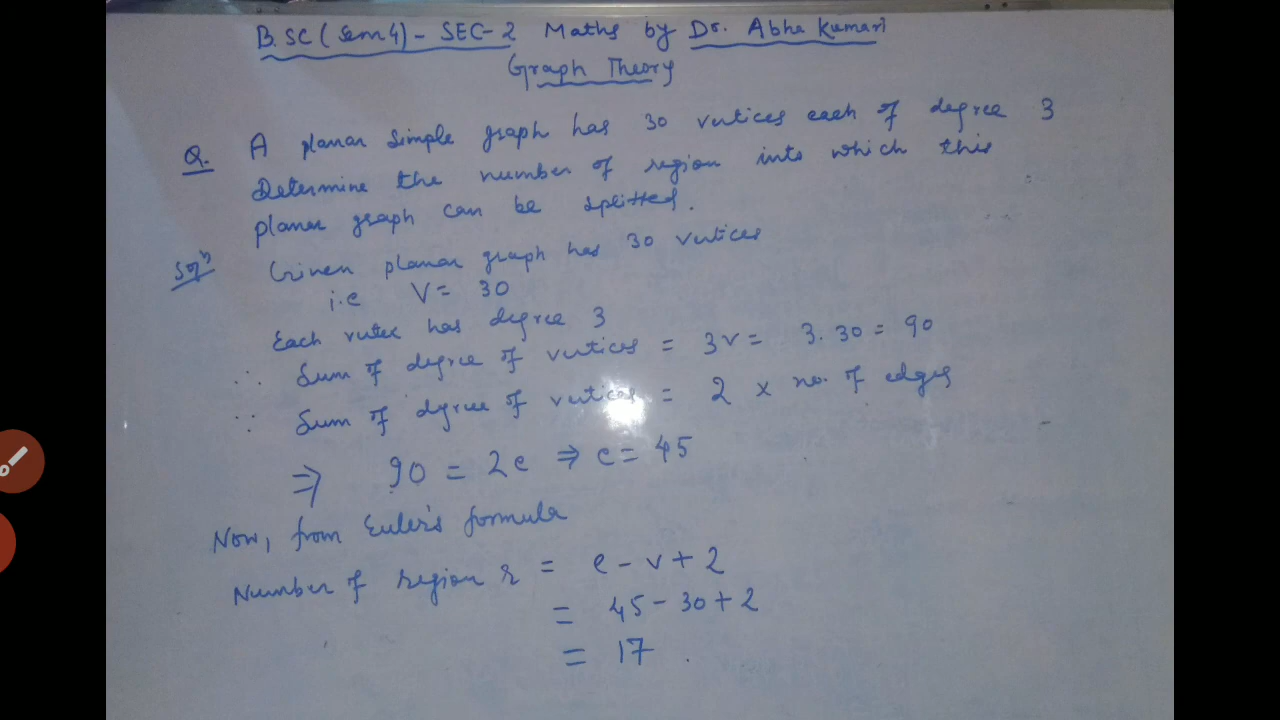 B.SC (Sem 4) - SEC-2 Maths by Dr. Abha Kumari
Graph Theory
Q. A planar simple graph has 30 vertices each of degree 3
Determine the number of region into which this
planar graph can be splitted.
Solⁿ Given planar graph has 30 vertices
i.e V = 30
Each vertex has degree 3
∴ Sum of degree of vertices = 3v = 3.30 = 90
∵ Sum of degree of vertices = 2 × no. of edges
⇒ 90 = 2e ⇒ e = 45
Now, from Euler's formula
Number of region r = e - v + 2
= 45 - 30 + 2
= 17.